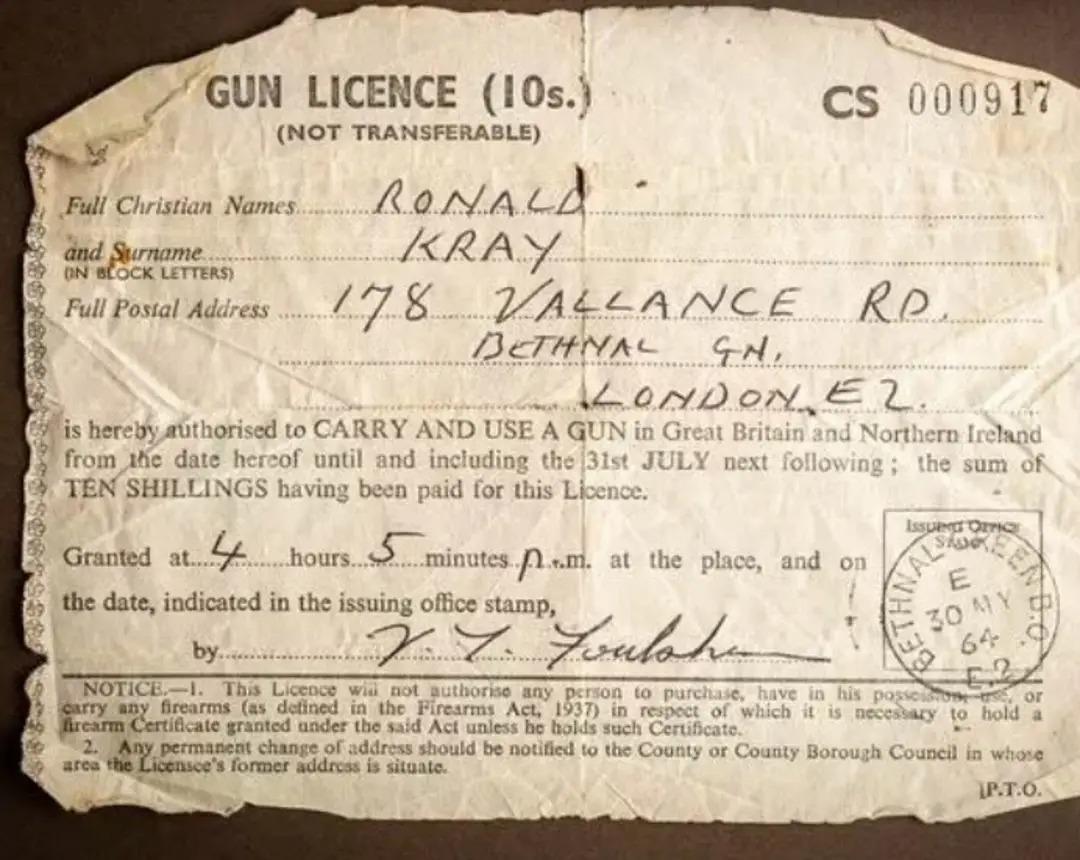 GUN LICENCE (10s.)
CS 000917
(NOT TRANSFERABLE)
Full Christian Names RONALD
and Surname KRAY
(IN BLOCK LETTERS)
Full Postal Address 178 VALLANCE RD.
BETHNAL GN.
LONDON. E2.
is hereby authorised to CARRY AND USE A GUN in Great Britain and Northern Ireland
from the date hereof until and including the 31st JULY next following; the sum of
TEN SHILLINGS having been paid for this Licence.
Granted at 4 hours 5 minutes p.m. at the place, and on
the date, indicated in the issuing office stamp,
by
ISSUING OFFICE
BETHNAL GREEN B.O.
E
30 MY
64
E.2
NOTICE.—1. This Licence will not authorise any person to purchase, have in his possession, use, or
carry any firearms (as defined in the Firearms Act, 1937) in respect of which it is necessary to hold a
firearm Certificate granted under the said Act unless he holds such Certificate.
2. Any permanent change of address should be notified to the County or County Borough Council in whose
area the Licensee's former address is situate.
P.T.O.